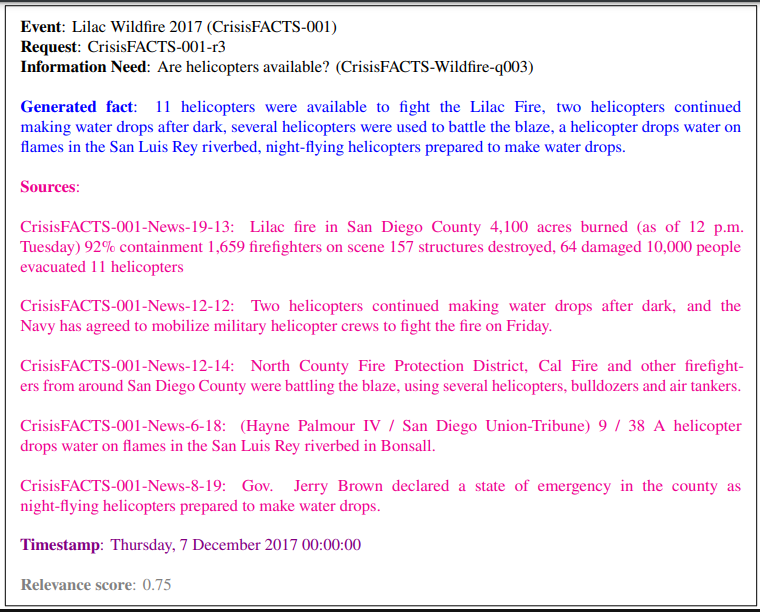 Event: Lilac Wildfire 2017 (CrisisFACTS-001)
Request: CrisisFACTS-001-r3
Information Need: Are helicopters available? (CrisisFACTS-Wildfire-q003)
Generated fact: 11 helicopters were available to fight the Lilac Fire, two helicopters continued
making water drops after dark, several helicopters were used to battle the blaze, a helicopter drops water on
flames in the San Luis Rey riverbed, night-flying helicopters prepared to make water drops.
Sources:
CrisisFACTS-001-News-19-13: Lilac fire in San Diego County 4,100 acres burned (as of 12 p.m.
Tuesday) 92% containment 1,659 firefighters on scene 157 structures destroyed, 64 damaged 10,000 people
evacuated 11 helicopters
CrisisFACTS-001-News-12-12: Two helicopters continued making water drops after dark, and the
Navy has agreed to mobilize military helicopter crews to fight the fire on Friday.
CrisisFACTS-001-News-12-14: North County Fire Protection District, Cal Fire and other firefight-
ers from around San Diego County were battling the blaze, using several helicopters, bulldozers and air tankers.
CrisisFACTS-001-News-6-18: (Hayne Palmour IV / San Diego Union-Tribune) 9 / 38 A helicopter
drops water on flames in the San Luis Rey riverbed in Bonsall.
CrisisFACTS-001-News-8-19: Gov. Jerry Brown declared a state of emergency in the county as
night-flying helicopters prepared to make water drops.
Timestamp: Thursday, 7 December 2017 00:00:00
Relevance score: 0.75